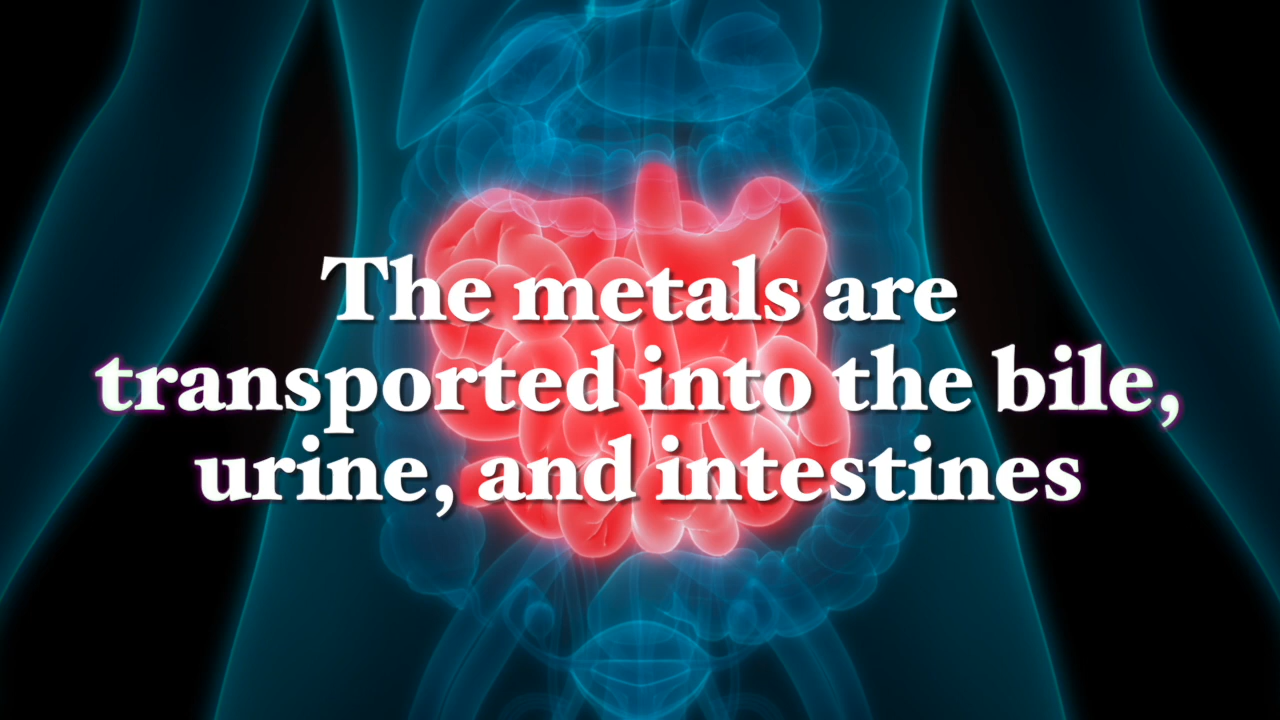 The metals are
transported into the bile,
urine, and intestines